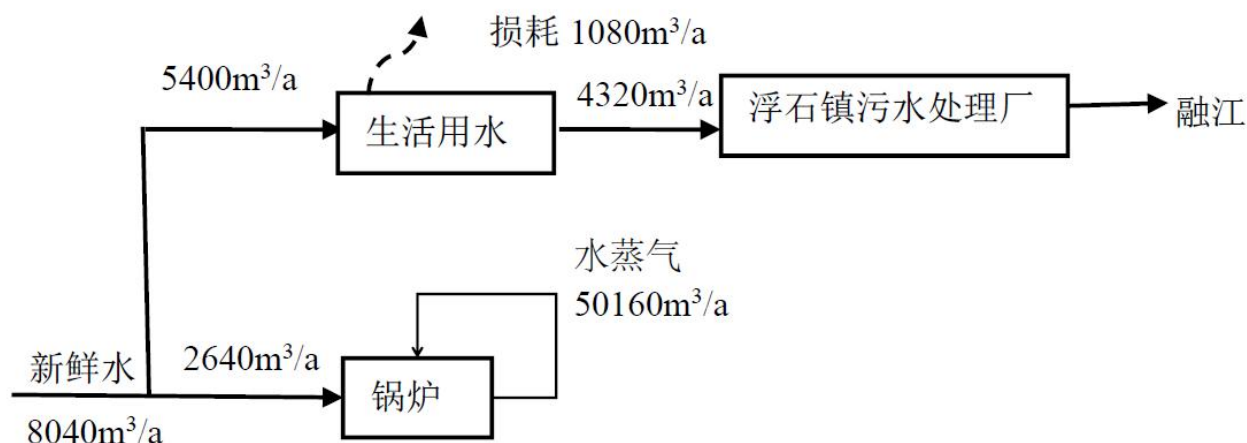 损耗 1080m³/a
5400m³/a
4320m³/a
生活用水
浮石镇污水处理厂
融江
水蒸气
50160m³/a
新鲜水
2640m³/a
锅炉
8040m³/a